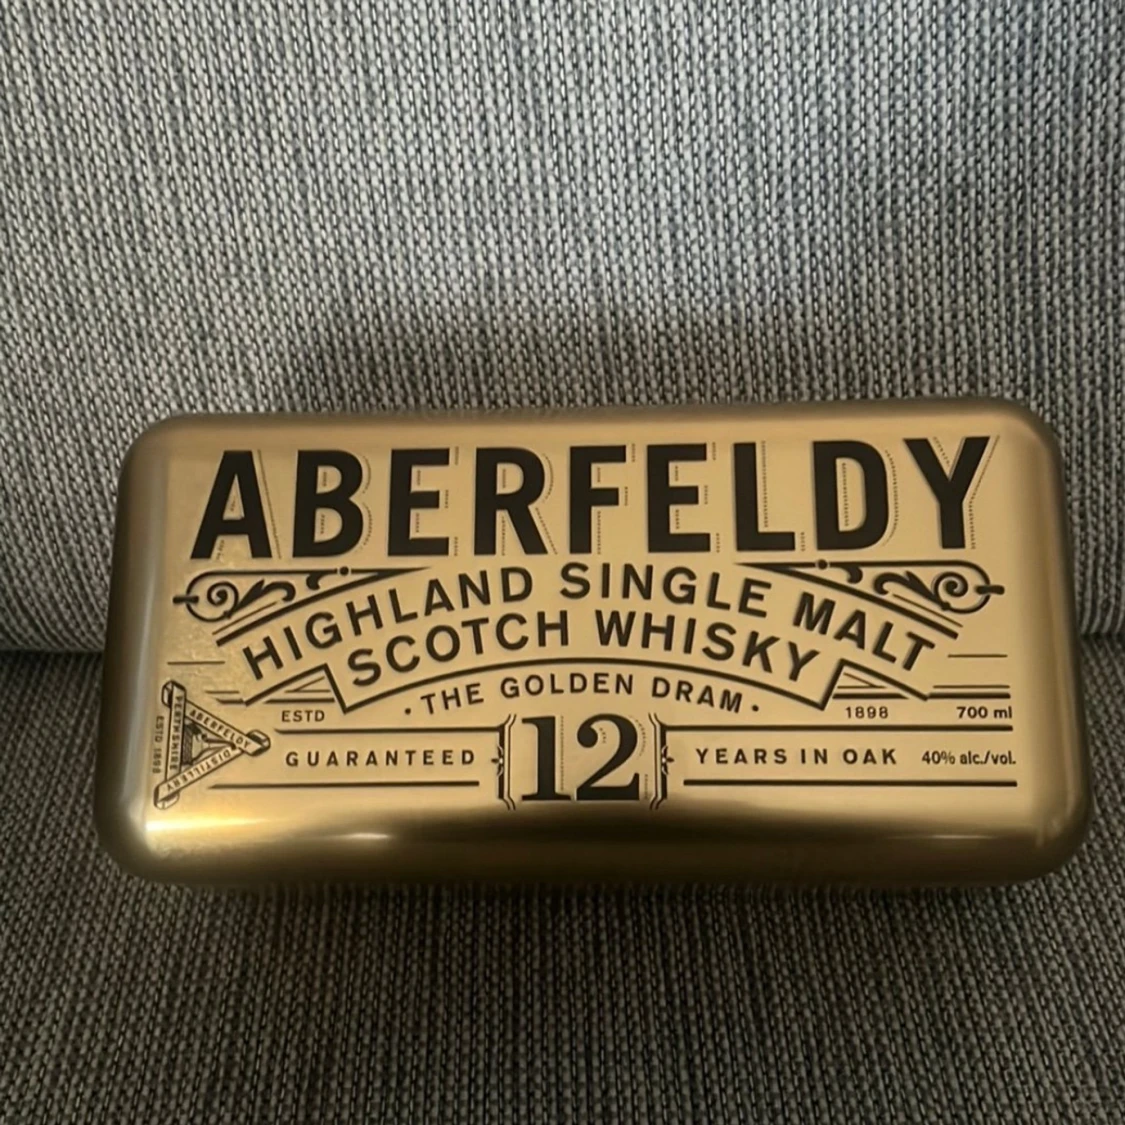 ABERFELDY
HIGHLAND SINGLE MALT
SCOTCH WHISKY
· THE GOLDEN DRAM ·
ESTD 1898 700 ml
GUARANTEED 12 YEARS IN OAK 40% alc./vol.
ABERFELDY
DISTILLERY
PERTHSHIRE
ESTD 1898